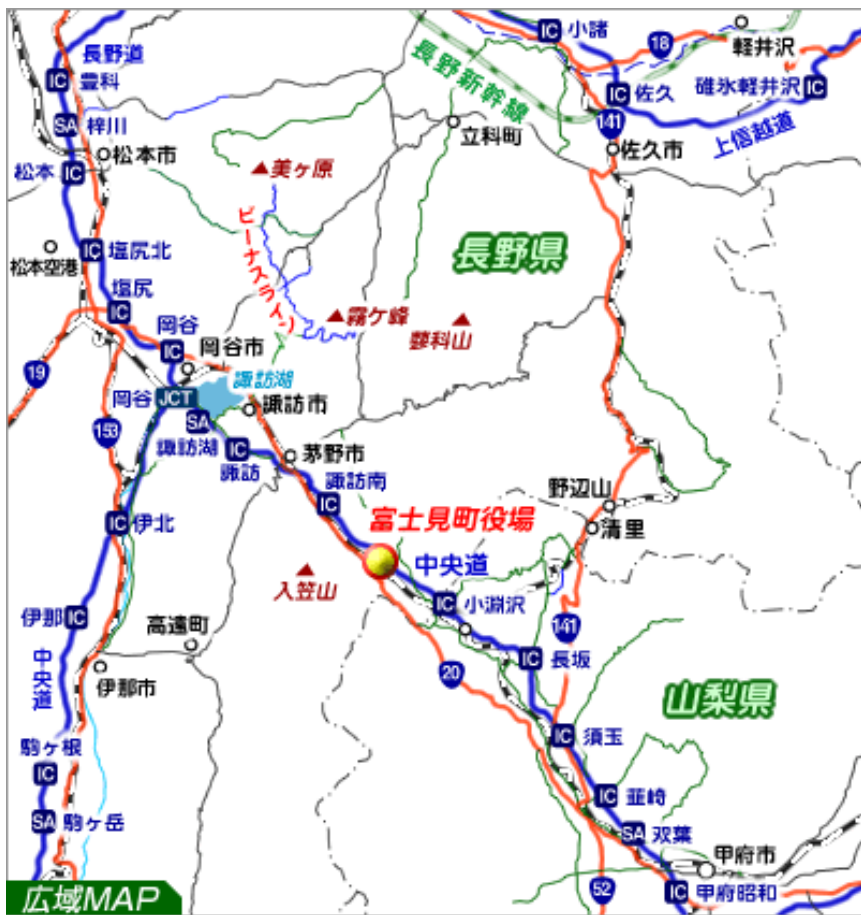 小諸
IC
18
長野道
IC
豊科
長野新幹線
軽井沢
IC
佐久
碓氷軽井沢
IC
SA
梓川
141
上信越道
立科町
佐久市
松本市
松本
IC
美ヶ原
ビーナスライン
長野県
IC
塩尻北
松本空港
塩尻
IC
霧ケ峰
蓼科山
岡谷
IC
岡谷市
19
諏訪湖
岡谷
JCT
諏訪市
SA
諏訪湖
153
IC
諏訪
茅野市
諏訪南
IC
野辺山
富士見町役場
清里
IC
伊北
中央道
入笠山
IC
小淵沢
伊那
IC
高遠町
141
IC
長坂
中央道
伊那市
20
山梨県
IC
須玉
駒ヶ根
IC
IC
韮崎
SA
駒ヶ岳
SA
双葉
甲府市
52
IC
甲府昭和
広域MAP